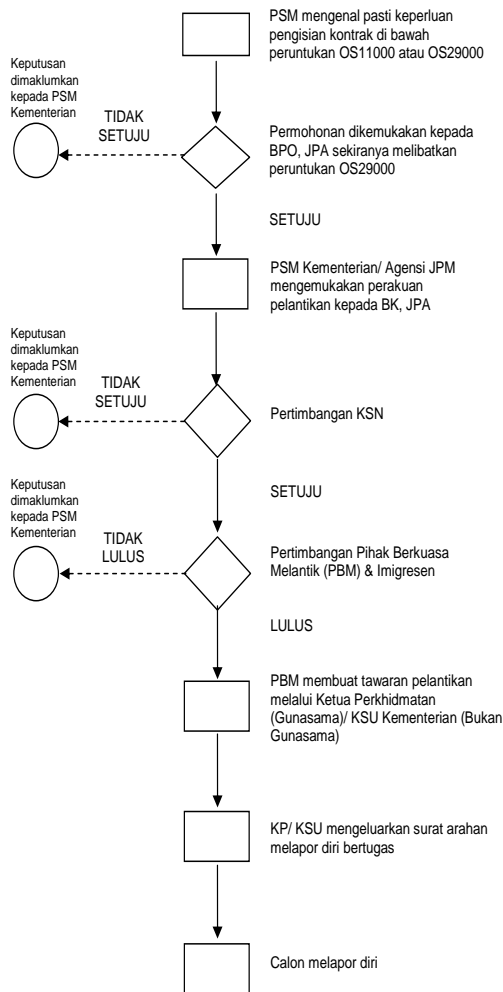 PSM mengenal pasti keperluan
pengisian kontrak di bawah
peruntukan OS11000 atau OS29000
Keputusan
dimaklumkan
kepada PSM
Kementerian
TIDAK
SETUJU
Permohonan dikemukakan kepada
BPO, JPA sekiranya melibatkan
peruntukan OS29000
SETUJU
PSM Kementerian/ Agensi JPM
mengemukakan perakuan
pelantikan kepada BK, JPA
Keputusan
dimaklumkan
kepada PSM
Kementerian
TIDAK
SETUJU
Pertimbangan KSN
SETUJU
Keputusan
dimaklumkan
kepada PSM
Kementerian
TIDAK
LULUS
Pertimbangan Pihak Berkuasa
Melantik (PBM) & Imigresen
LULUS
PBM membuat tawaran pelantikan
melalui Ketua Perkhidmatan
(Gunasama)/ KSU Kementerian (Bukan
Gunasama)
KP/ KSU mengeluarkan surat arahan
melapor diri bertugas
Calon melapor diri